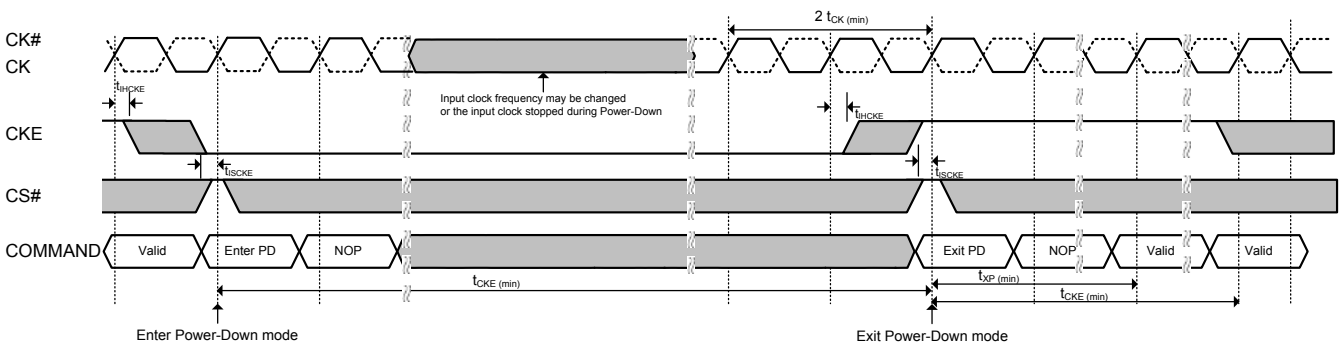 2 tCK (min)
CK#
CK
tIHCKE
Input clock frequency may be changed
or the input clock stopped during Power-Down
tIHCKE
CKE
tISCKE
tISCKE
CS#
COMMAND
Valid
Enter PD
NOP
Exit PD
NOP
Valid
Valid
tCKE (min)
tXP (min)
tCKE (min)
Enter Power-Down mode
Exit Power-Down mode